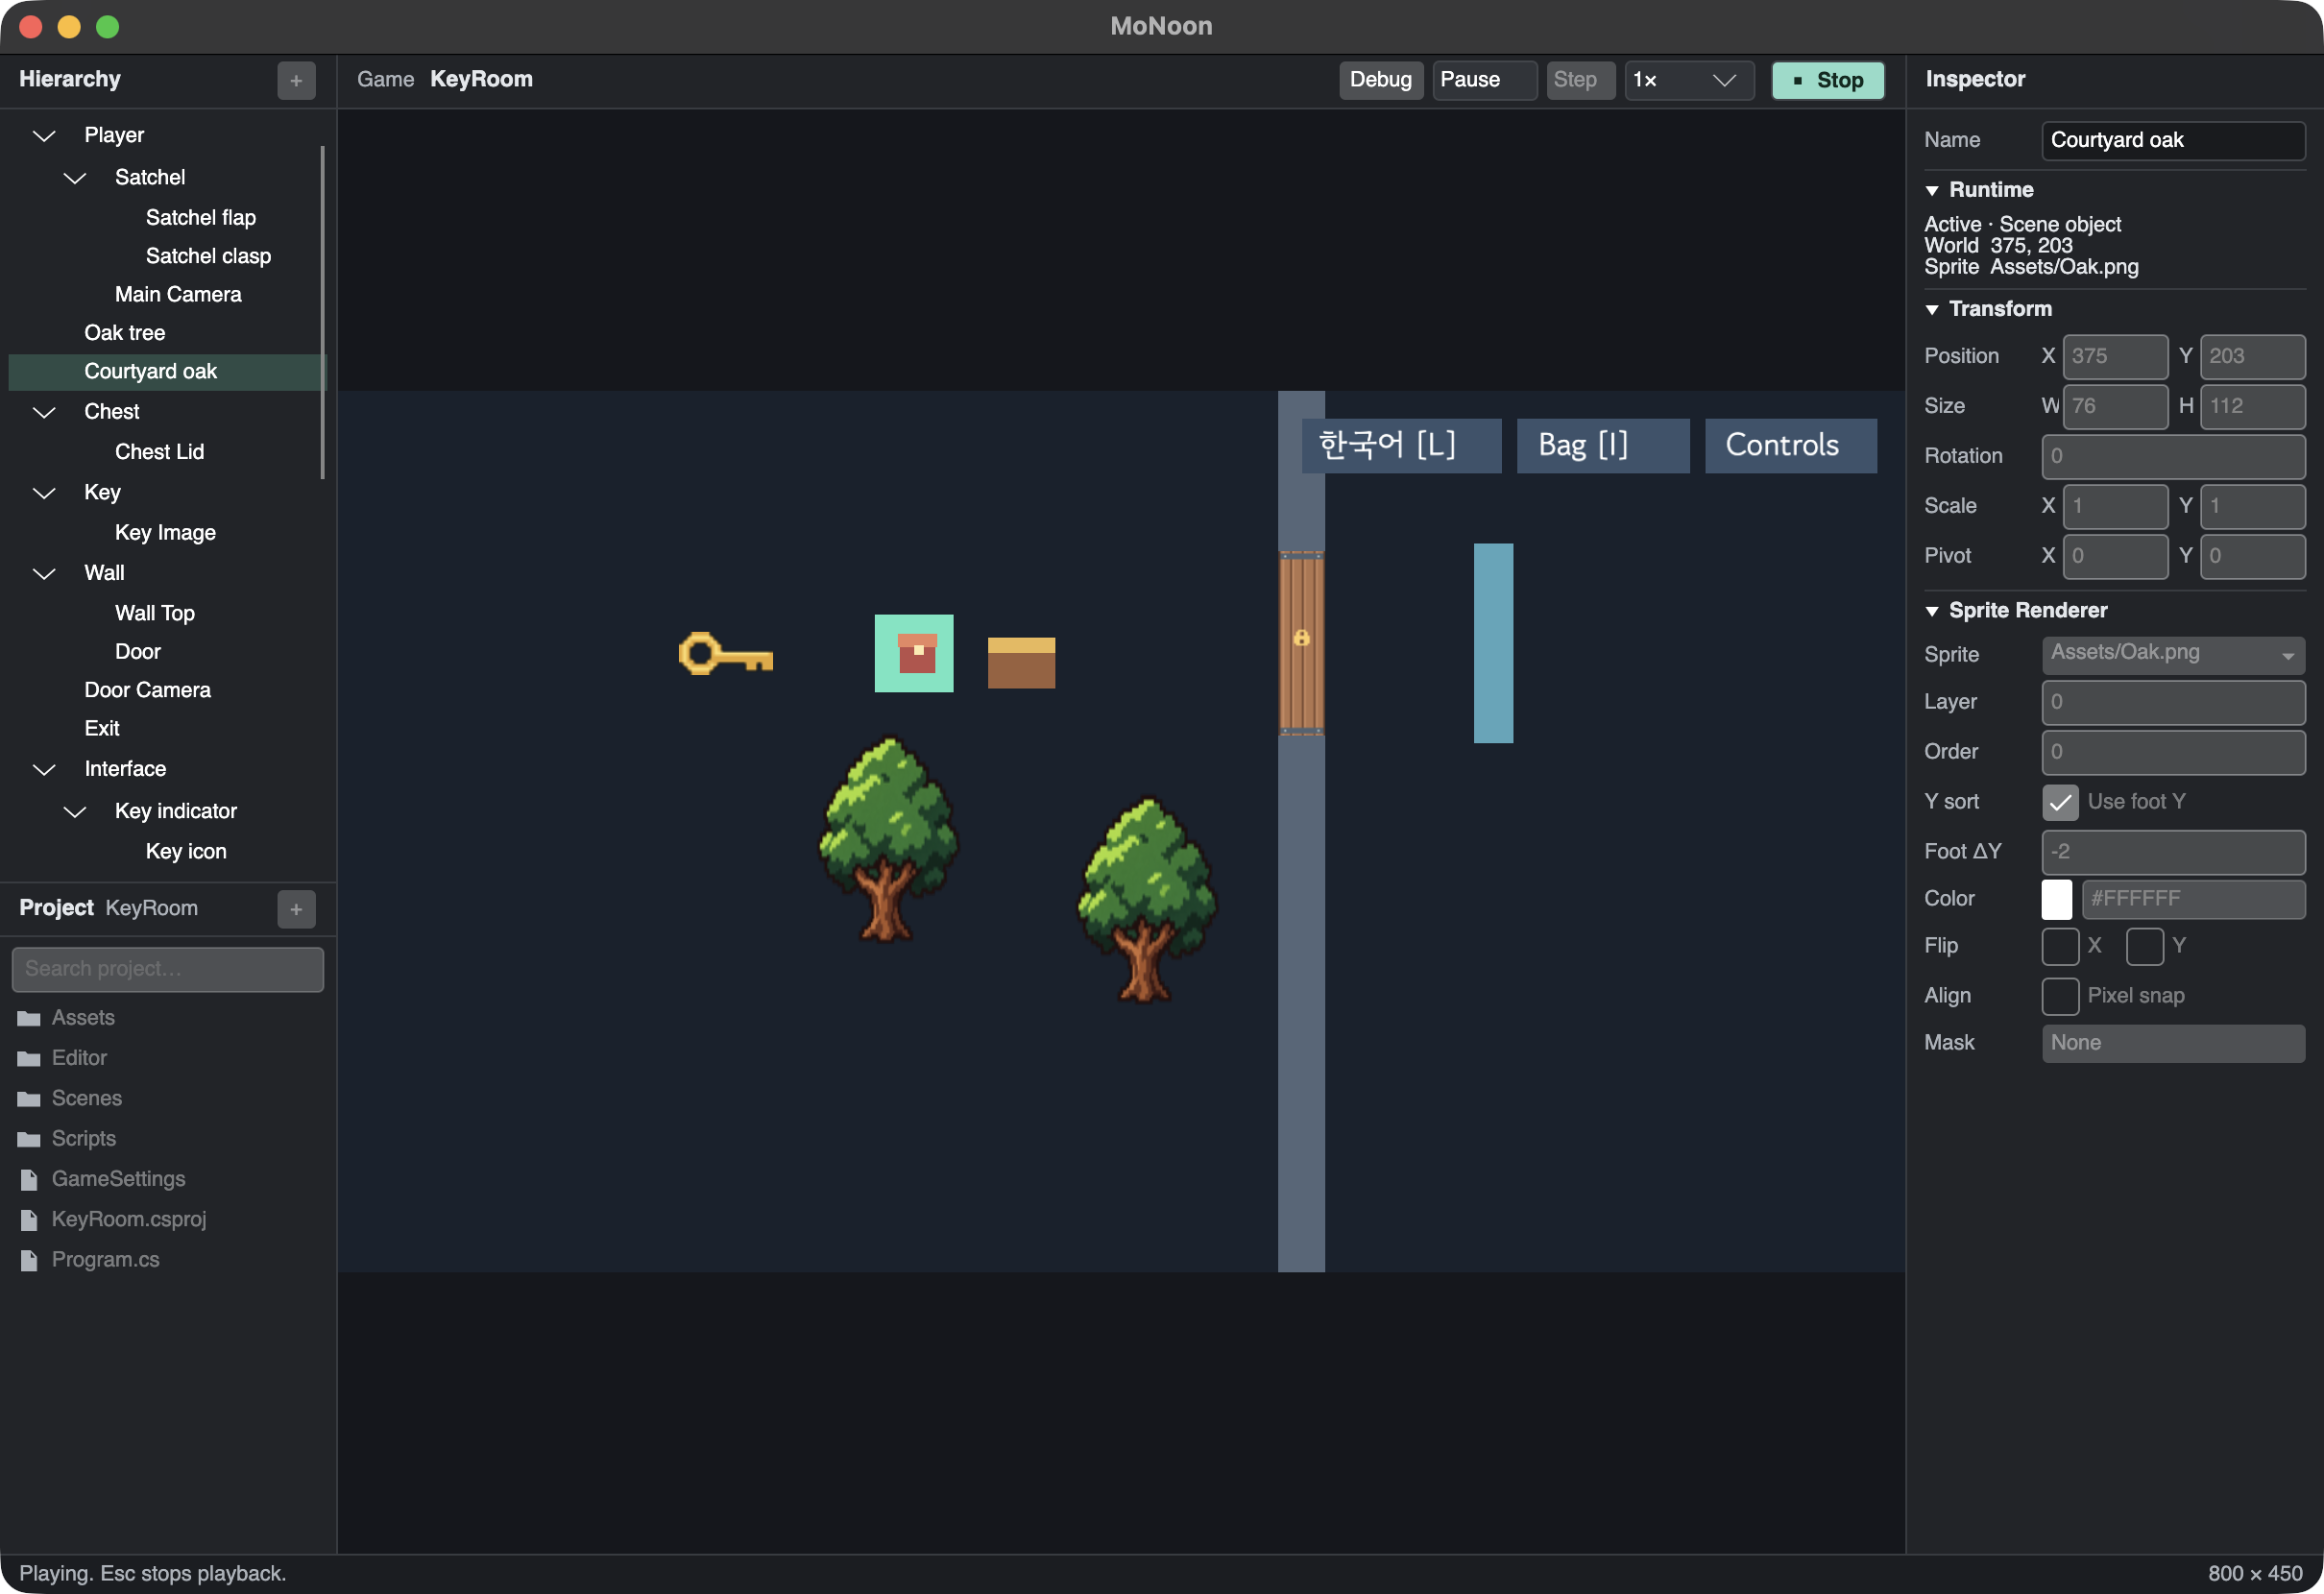 MoNoon
Hierarchy +
Player
Satchel
Satchel flap
Satchel clasp
Main Camera
Oak tree
Courtyard oak
Chest
Chest Lid
Key
Key Image
Wall
Wall Top
Door
Door Camera
Exit
Interface
Key indicator
Key icon
Project KeyRoom +
Search project...
Assets
Editor
Scenes
Scripts
GameSettings
KeyRoom.csproj
Program.cs
Game KeyRoom Debug Pause Step 1× Stop
한국어 [L] Bag [I] Controls
Inspector
Name Courtyard oak
Runtime
Active · Scene object
World 375, 203
Sprite Assets/Oak.png
Transform
Position X 375 Y 203
Size W 76 H 112
Rotation 0
Scale X 1 Y 1
Pivot X 0 Y 0
Sprite Renderer
Sprite Assets/Oak.png
Layer 0
Order 0
Y sort Use foot Y
Foot ΔY -2
Color #FFFFFF
Flip X Y
Align Pixel snap
Mask None
Playing. Esc stops playback. 800 × 450